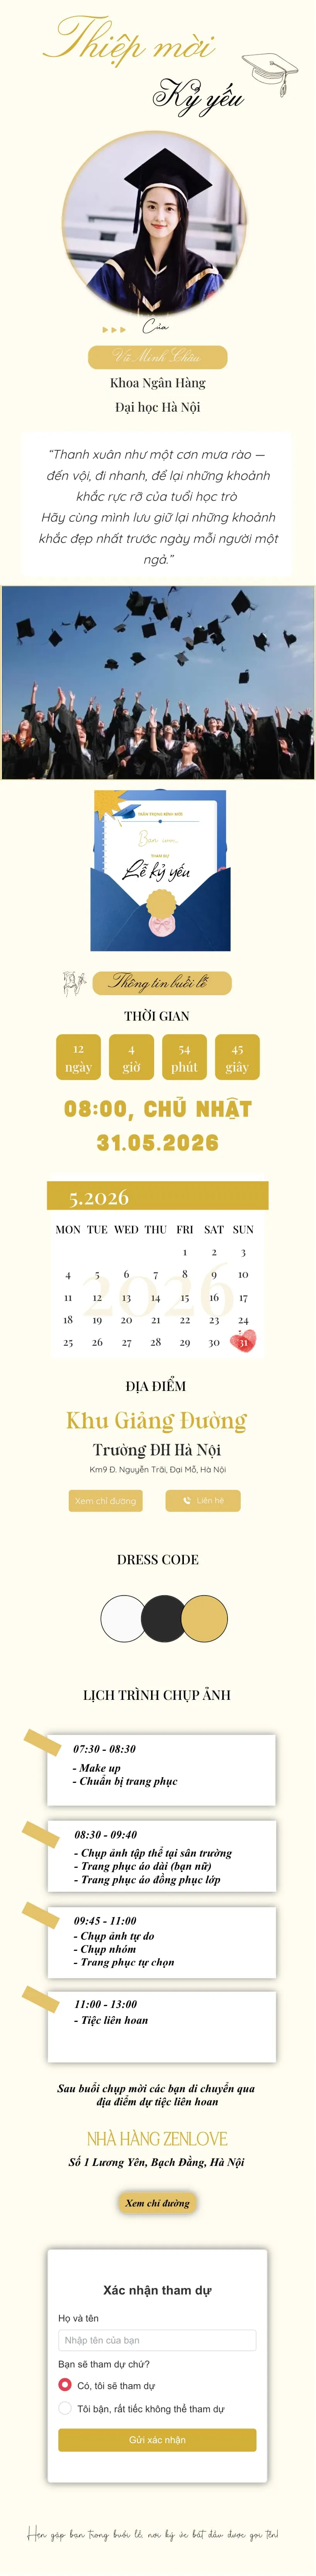 Thiệp mời
Kỷ yếu
Của
Vũ Minh Châu
Khoa Ngân Hàng
Đại học Hà Nội
“Thanh xuân như một cơn mưa rào —
đến vội, đi nhanh, để lại những khoảnh
khắc rực rỡ của tuổi học trò
Hãy cùng mình lưu giữ lại những khoảnh
khắc đẹp nhất trước ngày mỗi người một
ngả.”
TRÂN TRỌNG KÍNH MỜI
THAM DỰ
Lễ kỷ yếu
Thông tin buổi lễ
THỜI GIAN
12 4 54 45
ngày giờ phút giây
08:00, CHỦ NHẬT
31.05.2026
5.2026
2026
MON TUE WED THU FRI SAT SUN
1 2 3
4 5 6 7 8 9 10
11 12 13 14 15 16 17
18 19 20 21 22 23 24
25 26 27 28 29 30 31
ĐỊA ĐIỂM
Khu Giảng Đường
Trường ĐH Hà Nội
Km9 Đ. Nguyễn Trãi, Đại Mỗ, Hà Nội
Xem chỉ đường Liên hệ
DRESS CODE
LỊCH TRÌNH CHỤP ẢNH
07:30 - 08:30
- Make up
- Chuẩn bị trang phục
08:30 - 09:40
- Chụp ảnh tập thể tại sân trường
- Trang phục áo dài (bạn nữ)
- Trang phục áo đồng phục lớp
09:45 - 11:00
- Chụp ảnh tự do
- Chụp nhóm
- Trang phục tự chọn
11:00 - 13:00
- Tiệc liên hoan
Sau buổi chụp mời các bạn di chuyển qua
địa điểm dự tiệc liên hoan
NHÀ HÀNG ZENLOVE
Số 1 Lương Yên, Bạch Đằng, Hà Nội
Xem chỉ đường
Xác nhận tham dự
Họ và tên
Nhập tên của bạn
Bạn sẽ tham dự chứ?
Có, tôi sẽ tham dự
Tôi bận, rất tiếc không thể tham dự
Gửi xác nhận
Hẹn gặp bạn trong buổi lễ, nơi ký ức bắt đầu được gọi tên!